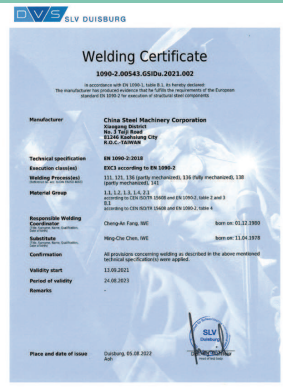 DVS SLV DUISBURG
Welding Certificate
1090-2.00543.GSIDu.2021.002
In accordance with EN 1090-1, table B.1, its hereby declared
The manufacturer has produced evidence that he fulfils the requirements of the European
standard EN 1090-2 for execution of structural steel components
Manufacturer China Steel Machinery Corporation
Xiaogang District
No. 3 Taiji Road
81246 Kaohsiung City
R.O.C.-TAIWAN
Technical specification EN 1090-2:2018
Execution class(es) EXC3 according to EN 1090-2
Welding Process(es) 111, 121, 136 (partly mechanized), 136 (fully mechanized), 138
(partly mechanized), 141
Material Group 1.1, 1.2, 1.3, 1.4, 2.1
according to CEN ISO/TR 15608 and EN 1090-2, table 2 and 3
8.1
according to CEN ISO/TR 15608 and EN 1090-2, table 4
Responsible Welding
Coordinator Cheng-An Fang, IWE born on: 01.12.1980
Substitute Ming-Che Chen, IWE born on: 11.04.1978
Confirmation All provisions concerning welding as described in the above mentioned
technical specification(s) were applied.
Validity start 13.09.2021
Period of validity 24.08.2023
Remarks -
SLV
Duisburg
Place and date of issue Duisburg, 05.08.2022